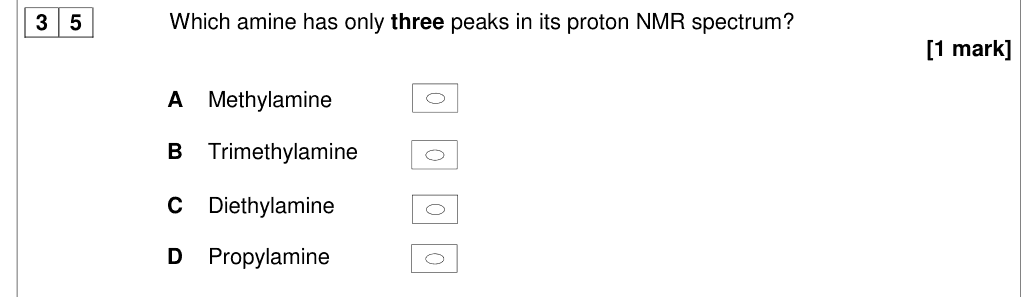 3 5 Which amine has only three peaks in its proton NMR spectrum?
[1 mark]
A Methylamine
B Trimethylamine
C Diethylamine
D Propylamine